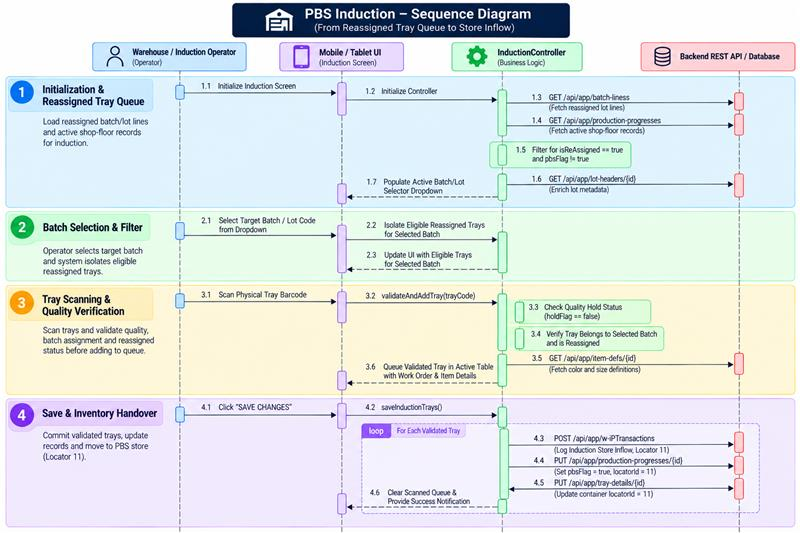 PBS Induction – Sequence Diagram
(From Reassigned Tray Queue to Store Inflow)
Warehouse / Induction Operator
(Operator)
Mobile / Tablet UI
(Induction Screen)
InductionController
(Business Logic)
Backend REST API / Database
1
Initialization &
Reassigned Tray Queue
Load reassigned batch/lot lines
and active shop-floor records
for induction.
1.1 Initialize Induction Screen
1.2 Initialize Controller
1.3 GET /api/app/batch-liness
(Fetch reassigned lot lines)
1.4 GET /api/app/production-progresses
(Fetch active shop-floor records)
1.5 Filter for isReAssigned == true
and pbsFlag != true
1.6 GET /api/app/lot-headers/{id}
(Enrich lot metadata)
1.7 Populate Active Batch/Lot
Selector Dropdown
2
Batch Selection & Filter
Operator selects target batch
and system isolates eligible
reassigned trays.
2.1 Select Target Batch / Lot Code
from Dropdown
2.2 Isolate Eligible Reassigned Trays
for Selected Batch
2.3 Update UI with Eligible Trays
for Selected Batch
3
Tray Scanning &
Quality Verification
Scan trays and validate quality,
batch assignment and reassigned
status before adding to queue.
3.1 Scan Physical Tray Barcode
3.2 validateAndAddTray(trayCode)
3.3 Check Quality Hold Status
(holdFlag == false)
3.4 Verify Tray Belongs to Selected Batch
and is Reassigned
3.5 GET /api/app/item-defs/{id}
(Fetch color and size definitions)
3.6 Queue Validated Tray in Active Table
with Work Order & Item Details
4
Save & Inventory Handover
Commit validated trays, update
records and move to PBS store
(Locator 11).
4.1 Click "SAVE CHANGES"
4.2 saveInductionTrays()
loop For Each Validated Tray
4.3 POST /api/app/w-iPTransactions
(Log Induction Store Inflow, Locator 11)
4.4 PUT /api/app/production-progresses/{id}
(Set pbsFlag = true, locatorId = 11)
4.5 PUT /api/app/tray-details/{id}
(Update container locatorId = 11)
4.6 Clear Scanned Queue &
Provide Success Notification